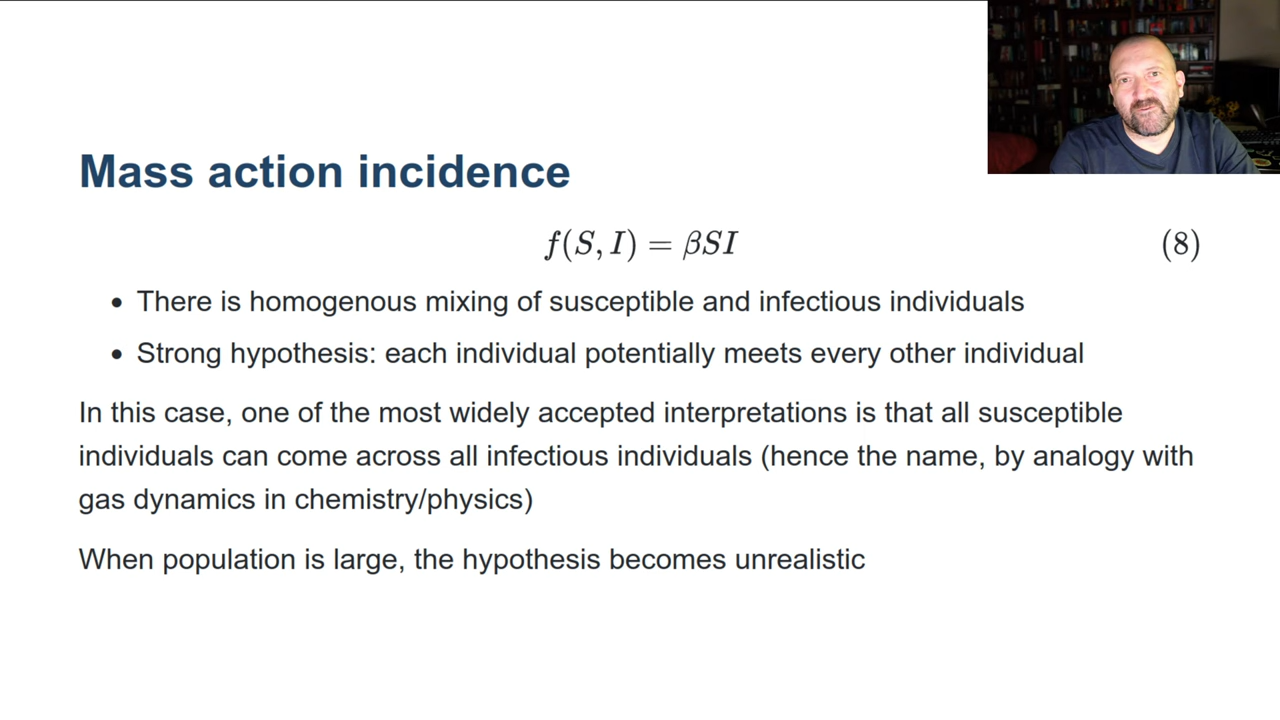 Mass action incidence
f(S, I) = βSI (8)
• There is homogenous mixing of susceptible and infectious individuals
• Strong hypothesis: each individual potentially meets every other individual
In this case, one of the most widely accepted interpretations is that all susceptible
individuals can come across all infectious individuals (hence the name, by analogy with
gas dynamics in chemistry/physics)
When population is large, the hypothesis becomes unrealistic